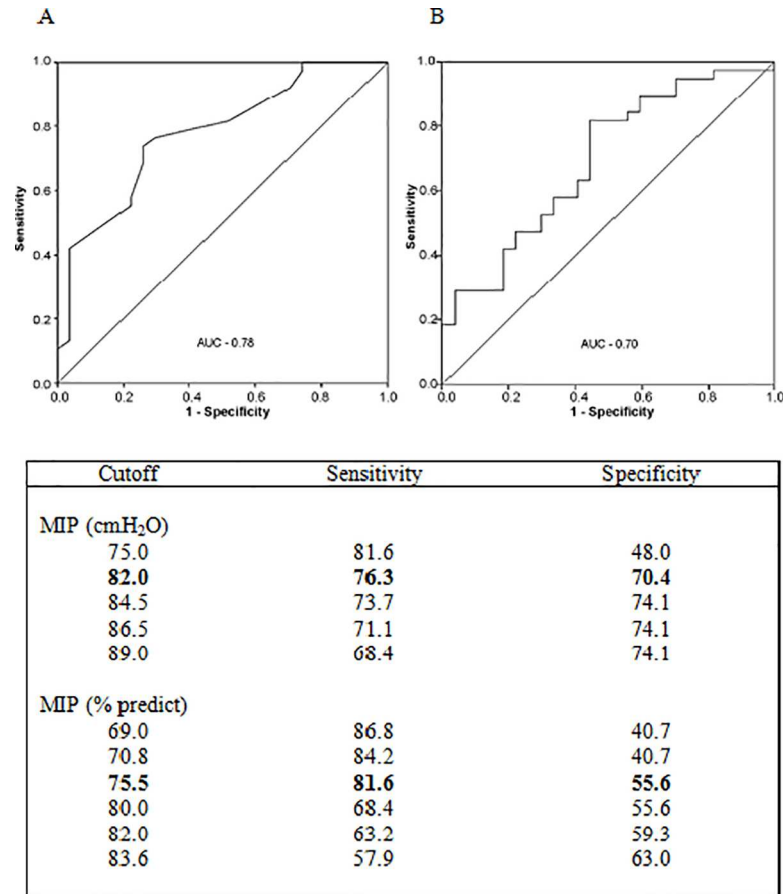 A B
1.0
0.8
0.6
0.4
0.2
0.0
Sensitivity
AUC - 0.78
0.0 0.2 0.4 0.6 0.8 1.0
1 - Specificity
1.0
0.8
0.6
0.4
0.2
0.0
Sensitivity
AUC - 0.70
0.0 0.2 0.4 0.6 0.8 1.0
1 - Specificity
Cutoff Sensitivity Specificity
MIP (cmH₂O)
75.0 81.6 48.0
82.0 76.3 70.4
84.5 73.7 74.1
86.5 71.1 74.1
89.0 68.4 74.1
MIP (% predict)
69.0 86.8 40.7
70.8 84.2 40.7
75.5 81.6 55.6
80.0 68.4 55.6
82.0 63.2 59.3
83.6 57.9 63.0